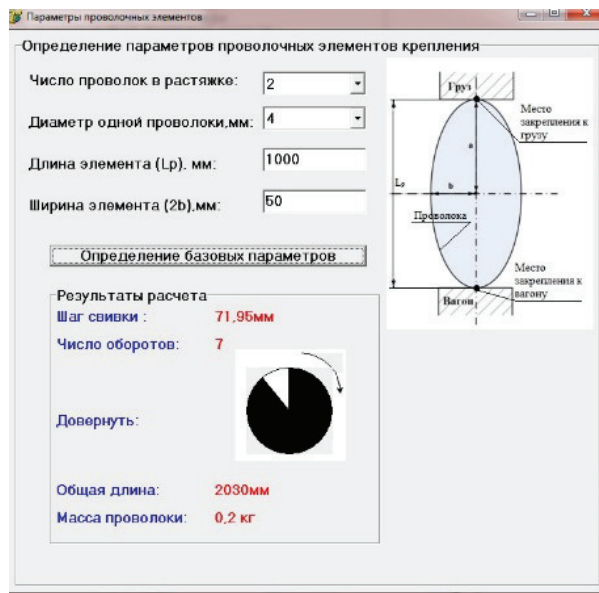 Параметры проволочных элементов
Определение параметров проволочных элементов крепления
Число проволок в растяжке:
2
Диаметр одной проволоки,мм:
4
Длина элемента (Lp), мм:
1000
Ширина элемента (2b),мм:
50
Определение базовых параметров
Результаты расчета
Шаг свивки :
71,95мм
Число оборотов:
7
Довернуть:
Общая длина:
2030мм
Масса проволоки:
0,2 кг
Груз
Место
закрепления к
грузу
a
Lp
b
Проволока
Место
закрепления к
вагону
Вагон